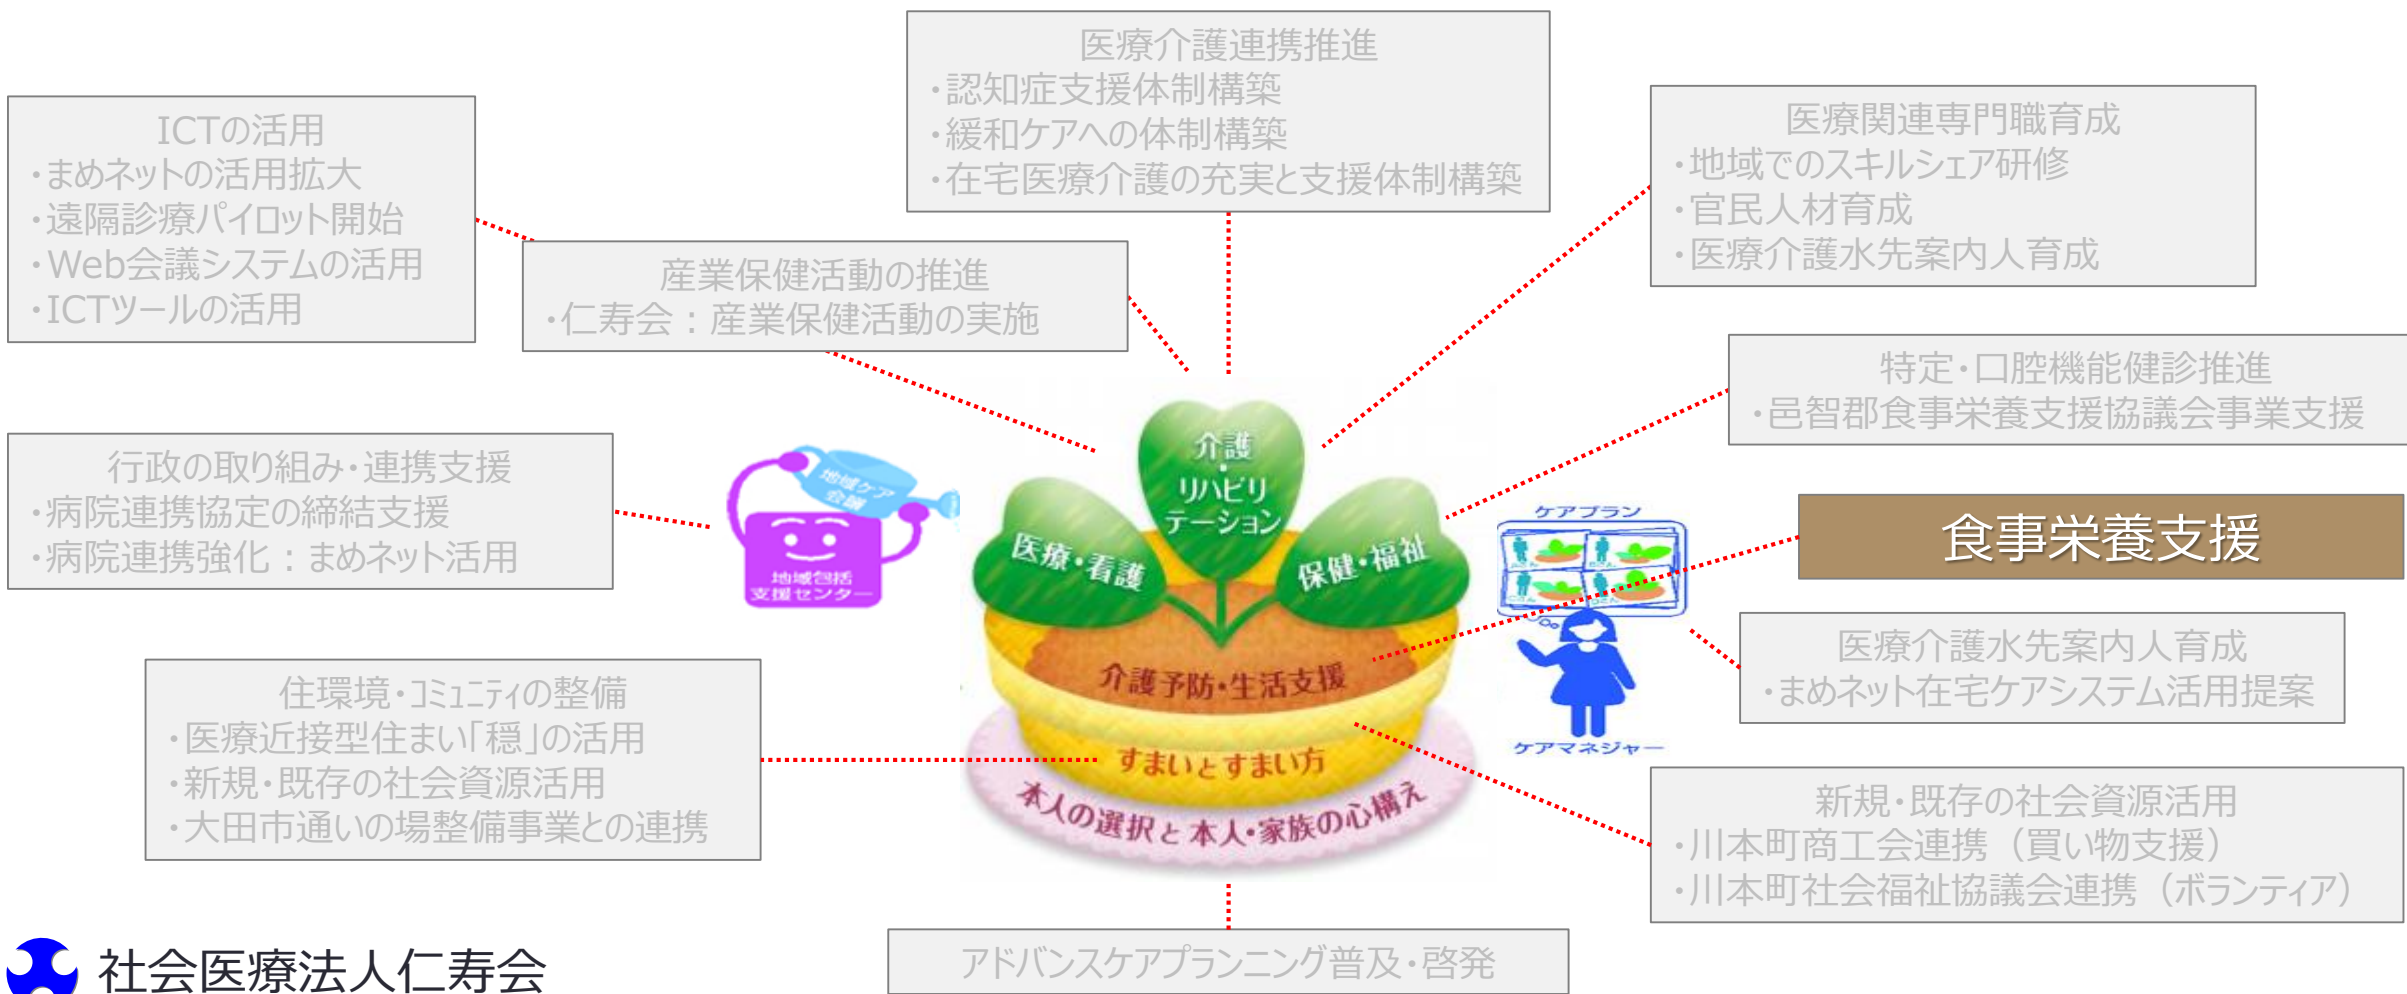 医療介護連携推進
・認知症支援体制構築
・緩和ケアへの体制構築
・在宅医療介護の充実と支援体制構築
ICTの活用
・まめネットの活用拡大
・遠隔診療パイロット開始
・Web会議システムの活用
・ICTツールの活用
医療関連専門職育成
・地域でのスキルシェア研修
・官民人材育成
・医療介護水先案内人育成
産業保健活動の推進
・仁寿会：産業保健活動の実施
特定・口腔機能健診推進
・邑智郡食事栄養支援協議会事業支援
行政の取り組み・連携支援
・病院連携協定の締結支援
・病院連携強化：まめネット活用
地域ケア
会議
地域包括
支援センター
介護
・
リハビリ
テーション
医療・看護
保健・福祉
介護予防・生活支援
すまいとすまい方
本人の選択と本人・家族の心構え
ケアプラン
ケアマネジャー
食事栄養支援
医療介護水先案内人育成
・まめネット在宅ケアシステム活用提案
住環境・コミュニティの整備
・医療近接型住まい「穏」の活用
・新規・既存の社会資源活用
・大田市通いの場整備事業との連携
新規・既存の社会資源活用
・川本町商工会連携（買い物支援）
・川本町社会福祉協議会連携（ボランティア）
アドバンスケアプランニング普及・啓発
社会医療法人仁寿会